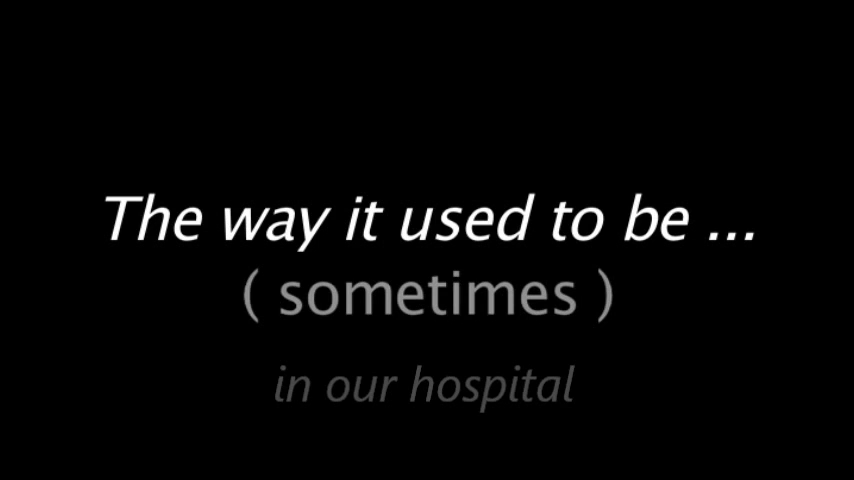 The way it used to be ...
( sometimes )
in our hospital